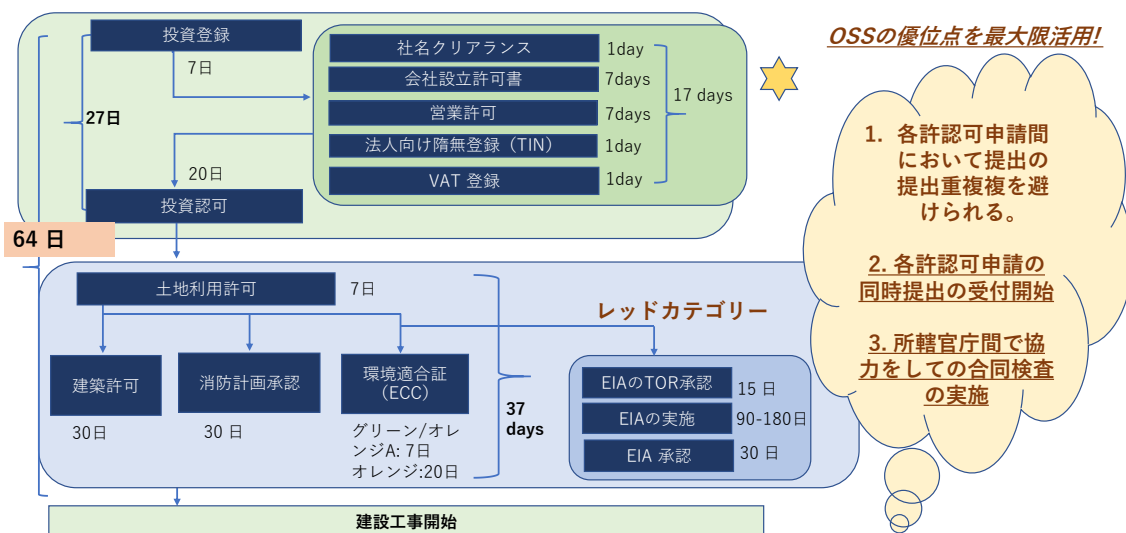 OSSの優位点を最大限活用!
投資登録
7日
27日
社名クリアランス 1day
会社設立許可書 7days
営業許可 7days
法人向け隋無登録（TIN） 1day
VAT 登録 1day
17 days
20日
投資認可
64 日
土地利用許可 7日
レッドカテゴリー
建築許可
30日
消防計画承認
30 日
環境適合証
（ECC）
グリーン/オレ
ンジA: 7日
オレンジ:20日
37
days
EIAのTOR承認 15 日
EIAの実施 90-180日
EIA 承認 30 日
建設工事開始
1. 各許認可申請間
において提出の
提出重複複を避
けられる。
2. 各許認可申請の
同時提出の受付開始
3. 所轄官庁間で協
力をしての合同検査
の実施